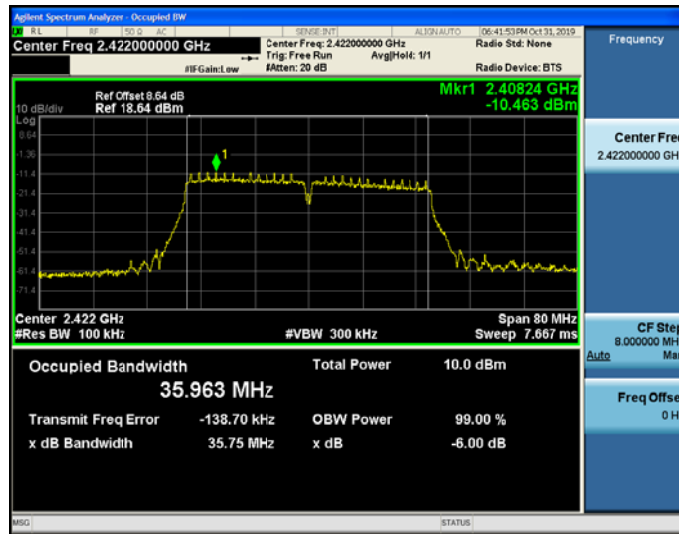 Agilent Spectrum Analyzer - Occupied BW
RL RF 50 Ω AC SENSE:INT ALIGN AUTO 06:41:53 PM Oct 31, 2019
Center Freq 2.422000000 GHz
Center Freq: 2.422000000 GHz
Radio Std: None
Trig: Free Run Avg|Hold: 1/1
#IFGain:Low #Atten: 20 dB Radio Device: BTS
Frequency
Ref Offset 8.64 dB
Mkr1 2.40824 GHz
10 dB/div Ref 18.64 dBm -10.463 dBm
Log
8.64
-1.36
-11.4
-21.4
-31.4
-41.4
-51.4
-61.4
-71.4
1
Center Fre
2.422000000 GH
Center 2.422 GHz Span 80 MHz
#Res BW 100 kHz #VBW 300 kHz Sweep 7.667 ms
CF Ste
8.000000 MH
Auto Ma
Occupied Bandwidth Total Power 10.0 dBm
35.963 MHz
Transmit Freq Error -138.70 kHz OBW Power 99.00 %
x dB Bandwidth 35.75 MHz x dB -6.00 dB
Freq Offse
0 H
MSG STATUS